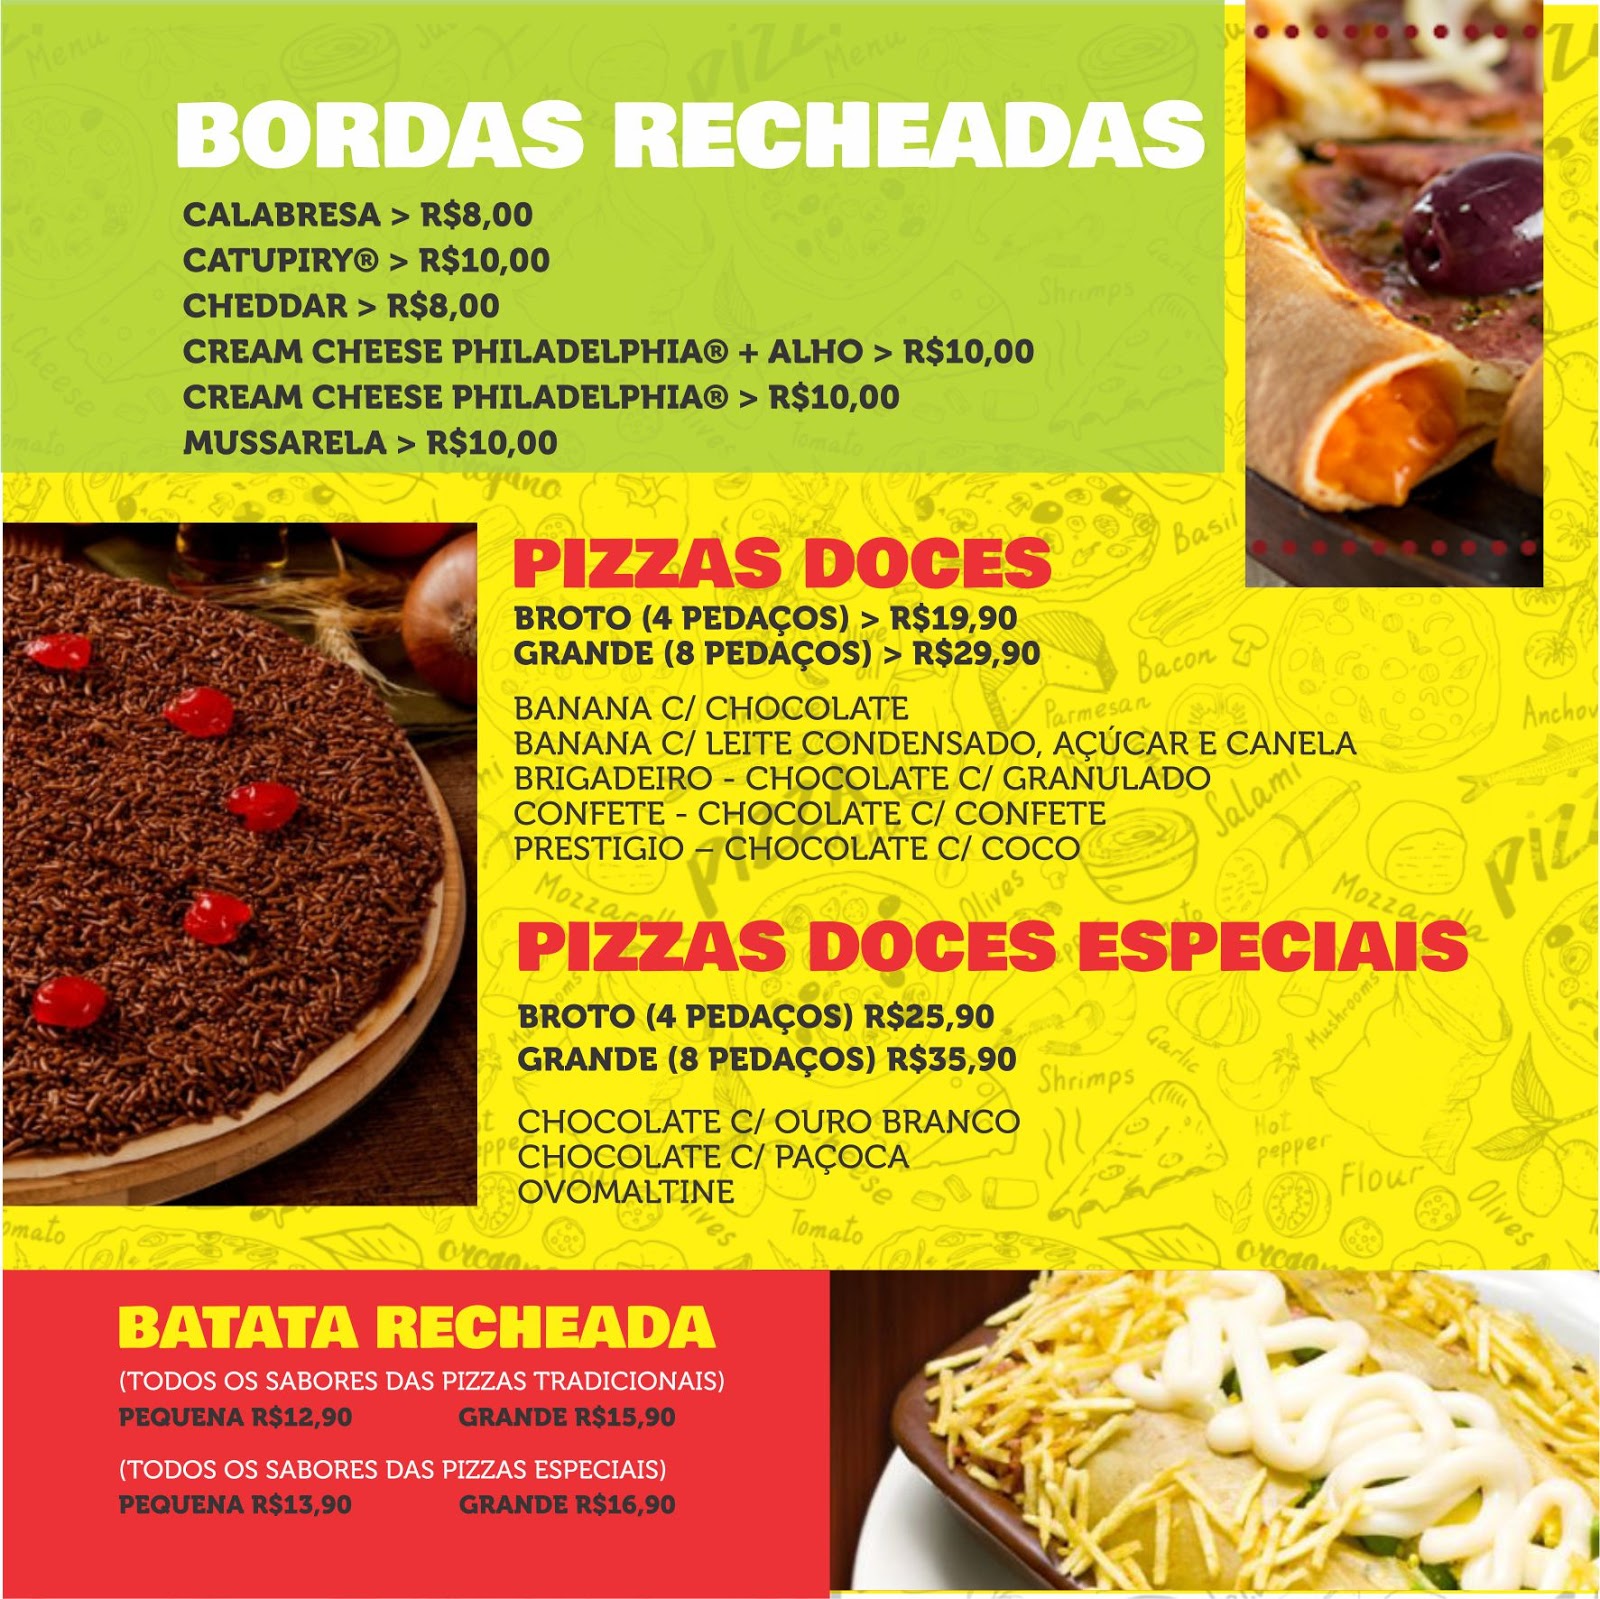 BORDAS RECHEADAS
CALABRESA > R$8,00
CATUPIRY® > R$10,00
CHEDDAR > R$8,00
CREAM CHEESE PHILADELPHIA® + ALHO > R$10,00
CREAM CHEESE PHILADELPHIA® > R$10,00
MUSSARELA > R$10,00
PIZZAS DOCES
BROTO (4 PEDAÇOS) > R$19,90
GRANDE (8 PEDAÇOS) > R$29,90
BANANA C/ CHOCOLATE
BANANA C/ LEITE CONDENSADO, AÇÚCAR E CANELA
BRIGADEIRO - CHOCOLATE C/ GRANULADO
CONFETE - CHOCOLATE C/ CONFETE
PRESTIGIO – CHOCOLATE C/ COCO
PIZZAS DOCES ESPECIAIS
BROTO (4 PEDAÇOS) R$25,90
GRANDE (8 PEDAÇOS) R$35,90
CHOCOLATE C/ OURO BRANCO
CHOCOLATE C/ PAÇOCA
OVOMALTINE
BATATA RECHEADA
(TODOS OS SABORES DAS PIZZAS TRADICIONAIS)
PEQUENA R$12,90 GRANDE R$15,90
(TODOS OS SABORES DAS PIZZAS ESPECIAIS)
PEQUENA R$13,90 GRANDE R$16,90